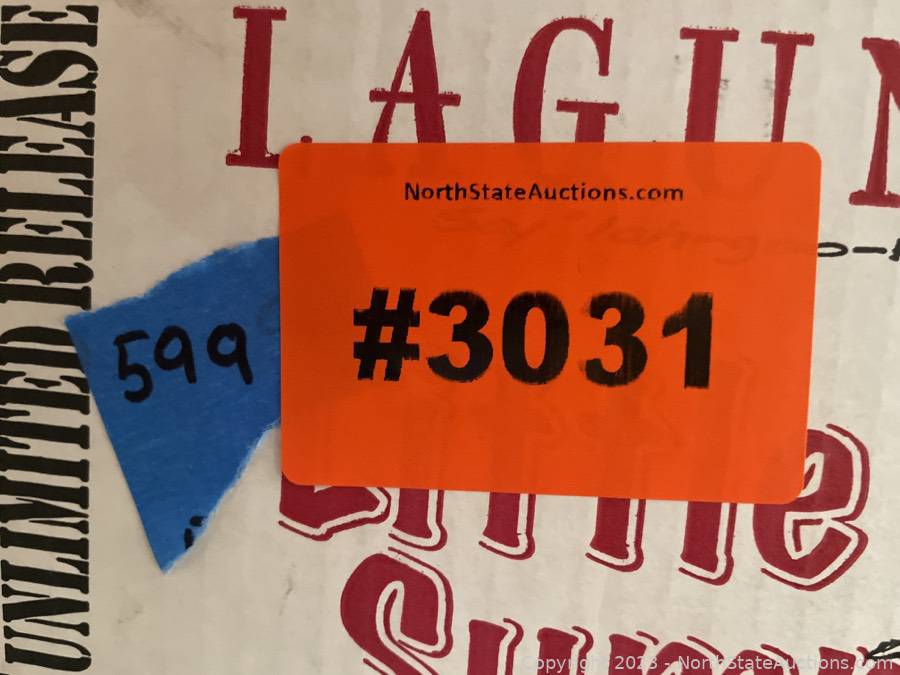 UNLIMITED RELEASE
LAGUN
NorthStateAuctions.com
#3031
599
Copyright 2023 - NorthStateAuctions.com